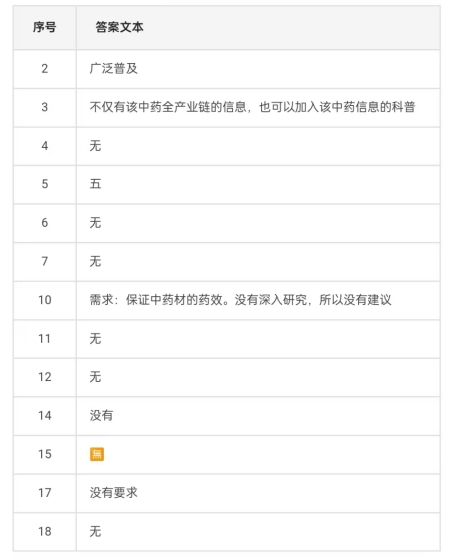 序号 答案文本
2 广泛普及
3 不仅有该中药全产业链的信息，也可以加入该中药信息的科普
4 无
5 五
6 无
7 无
10 需求：保证中药材的药效。没有深入研究，所以没有建议
11 无
12 无
14 没有
15 🈚
17 没有要求
18 无